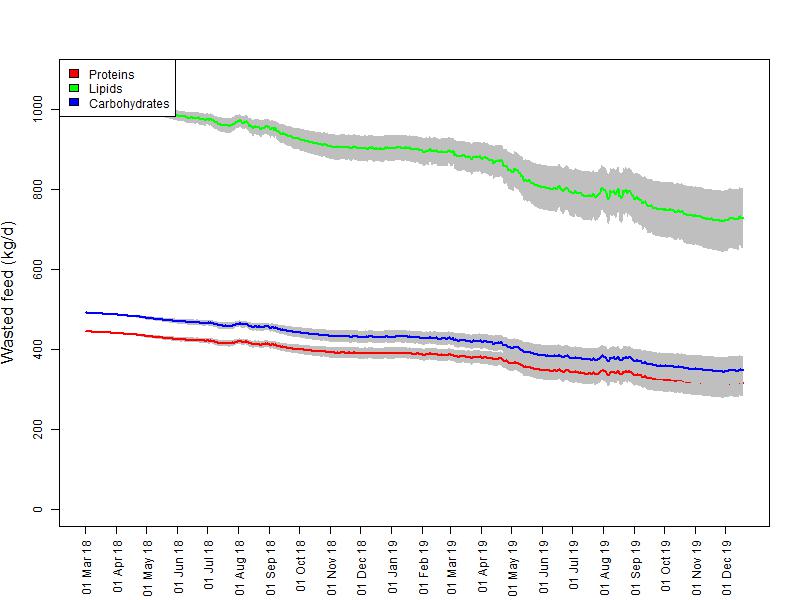 Proteins
Lipids
Carbohydrates
Wasted feed (kg/d)
1000
800
600
400
200
0
01 Mar 18
01 Apr 18
01 May 18
01 Jun 18
01 Jul 18
01 Aug 18
01 Sep 18
01 Oct 18
01 Nov 18
01 Dec 18
01 Jan 19
01 Feb 19
01 Mar 19
01 Apr 19
01 May 19
01 Jun 19
01 Jul 19
01 Aug 19
01 Sep 19
01 Oct 19
01 Nov 19
01 Dec 19